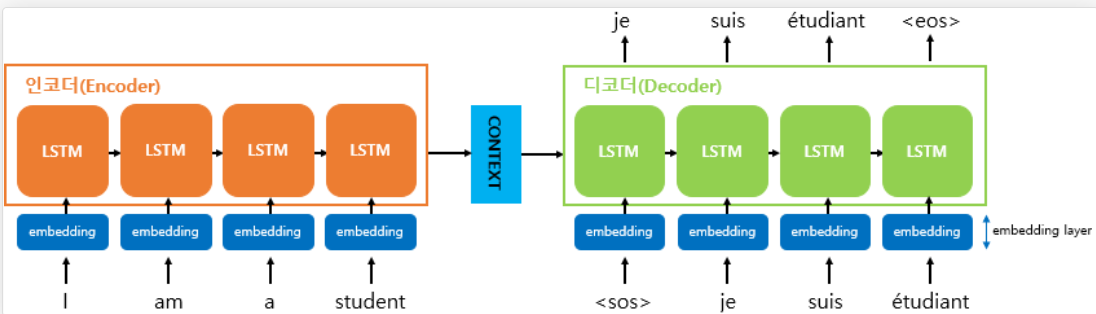 je suis étudiant <eos>
인코더(Encoder)
디코더(Decoder)
LSTM LSTM LSTM LSTM
CONTEXT
LSTM LSTM LSTM LSTM
embedding embedding embedding embedding
embedding embedding embedding embedding
embedding layer
I am a student
<sos> je suis étudiant